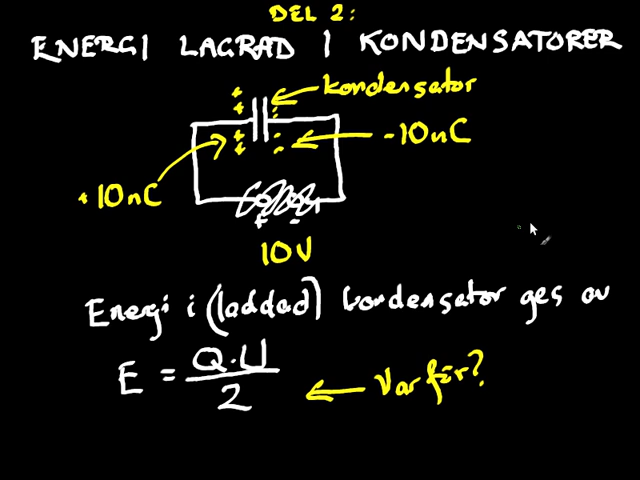 DEL 2:
ENERGI LAGRAD I KONDENSATORER
kondensator
-10nC
+10nC
+ -
10V
Energi i (laddad) kondensator ges av
E = Q·U / 2
Varför?